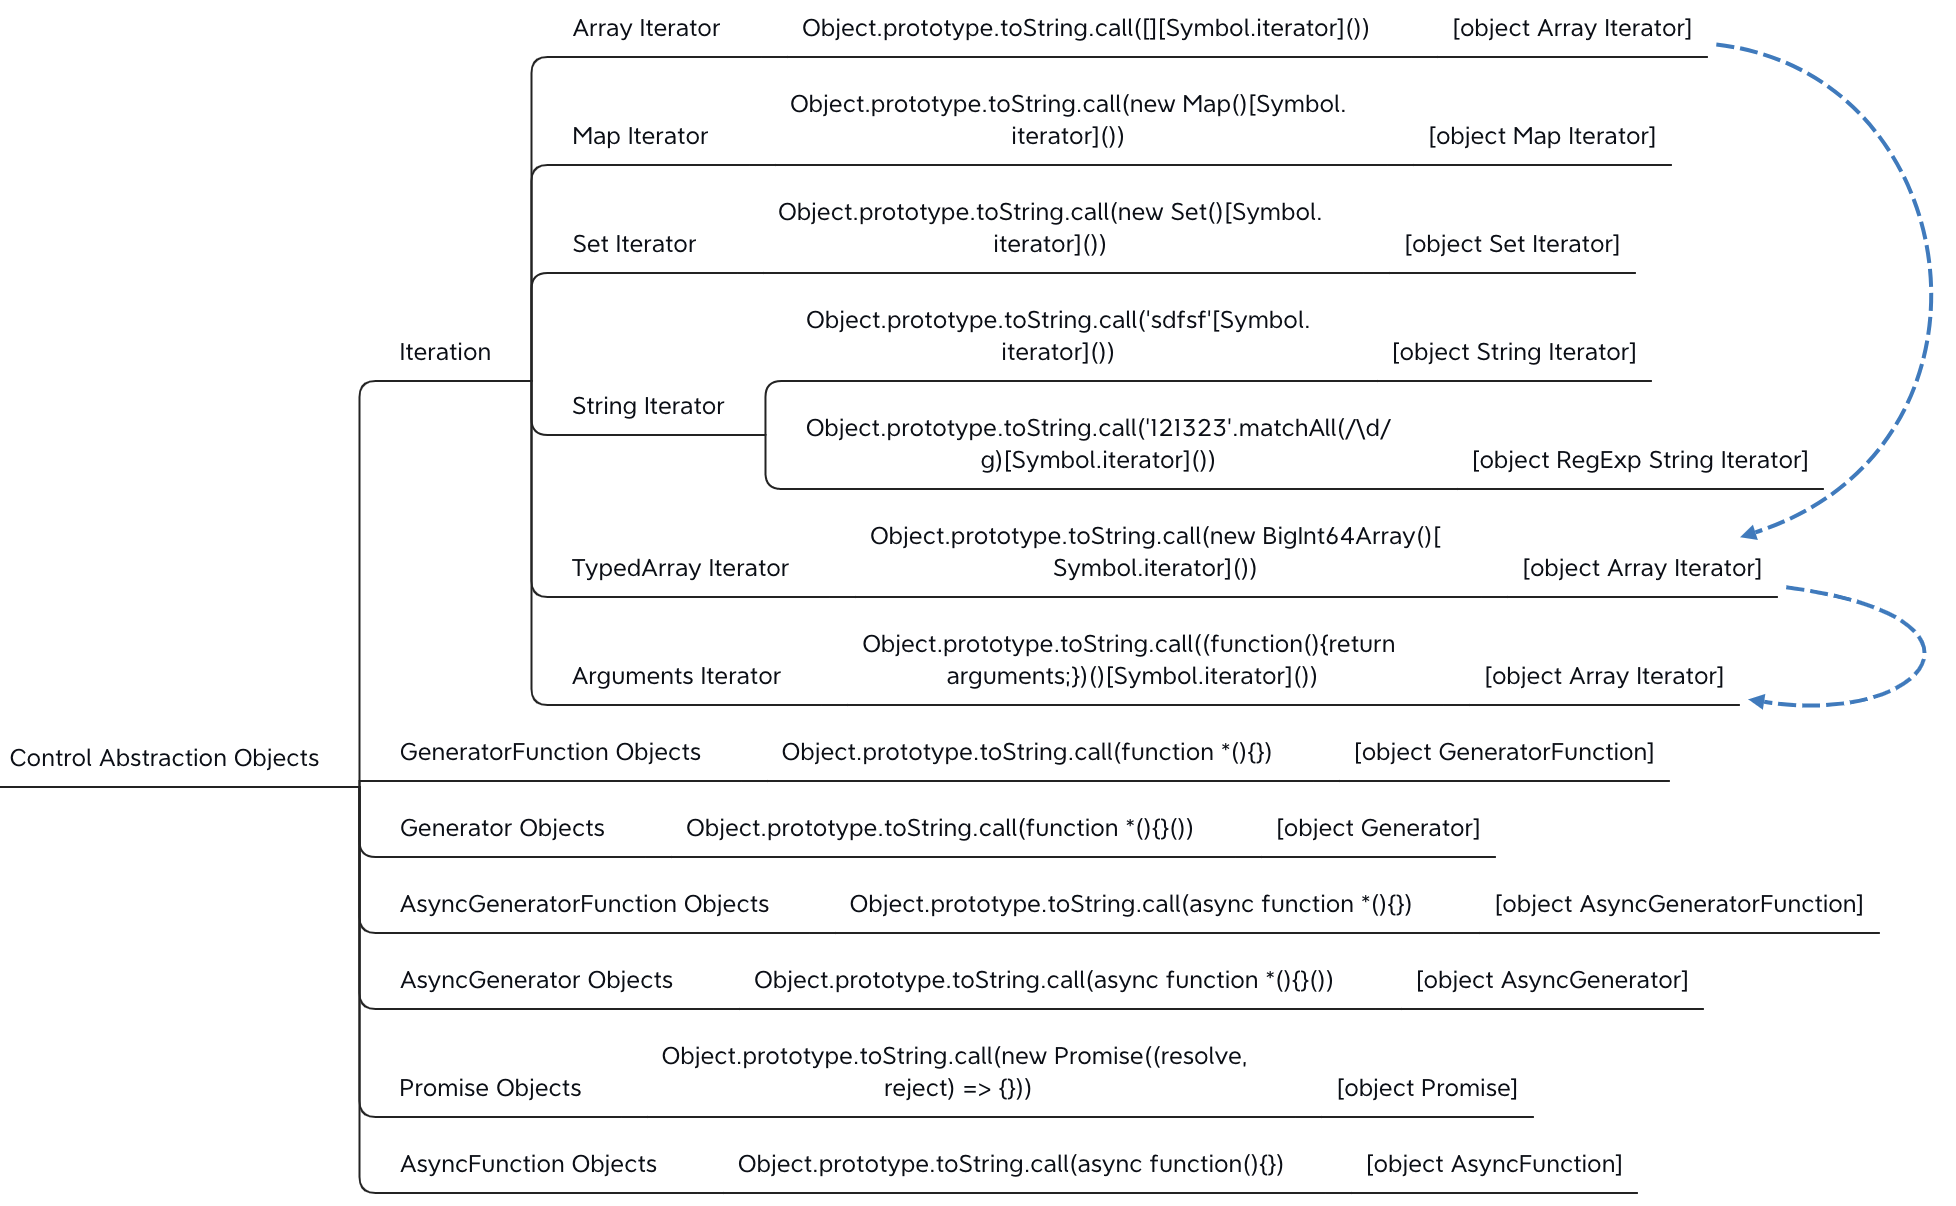 Array Iterator Object.prototype.toString.call([][Symbol.iterator]()) [object Array Iterator]
Object.prototype.toString.call(new Map()[Symbol.
Map Iterator iterator]()) [object Map Iterator]
Object.prototype.toString.call(new Set()[Symbol.
Set Iterator iterator]()) [object Set Iterator]
Object.prototype.toString.call('sdfsf'[Symbol.
Iteration iterator]()) [object String Iterator]
String Iterator
Object.prototype.toString.call('121323'.matchAll(/\d/
g)[Symbol.iterator]()) [object RegExp String Iterator]
Object.prototype.toString.call(new BigInt64Array()[
TypedArray Iterator Symbol.iterator]()) [object Array Iterator]
Object.prototype.toString.call((function(){return
Arguments Iterator arguments;})()[Symbol.iterator]()) [object Array Iterator]
Control Abstraction Objects
GeneratorFunction Objects Object.prototype.toString.call(function *(){}) [object GeneratorFunction]
Generator Objects Object.prototype.toString.call(function *(){}()) [object Generator]
AsyncGeneratorFunction Objects Object.prototype.toString.call(async function *(){}) [object AsyncGeneratorFunction]
AsyncGenerator Objects Object.prototype.toString.call(async function *(){}()) [object AsyncGenerator]
Object.prototype.toString.call(new Promise((resolve,
Promise Objects reject) => {})) [object Promise]
AsyncFunction Objects Object.prototype.toString.call(async function(){}) [object AsyncFunction]